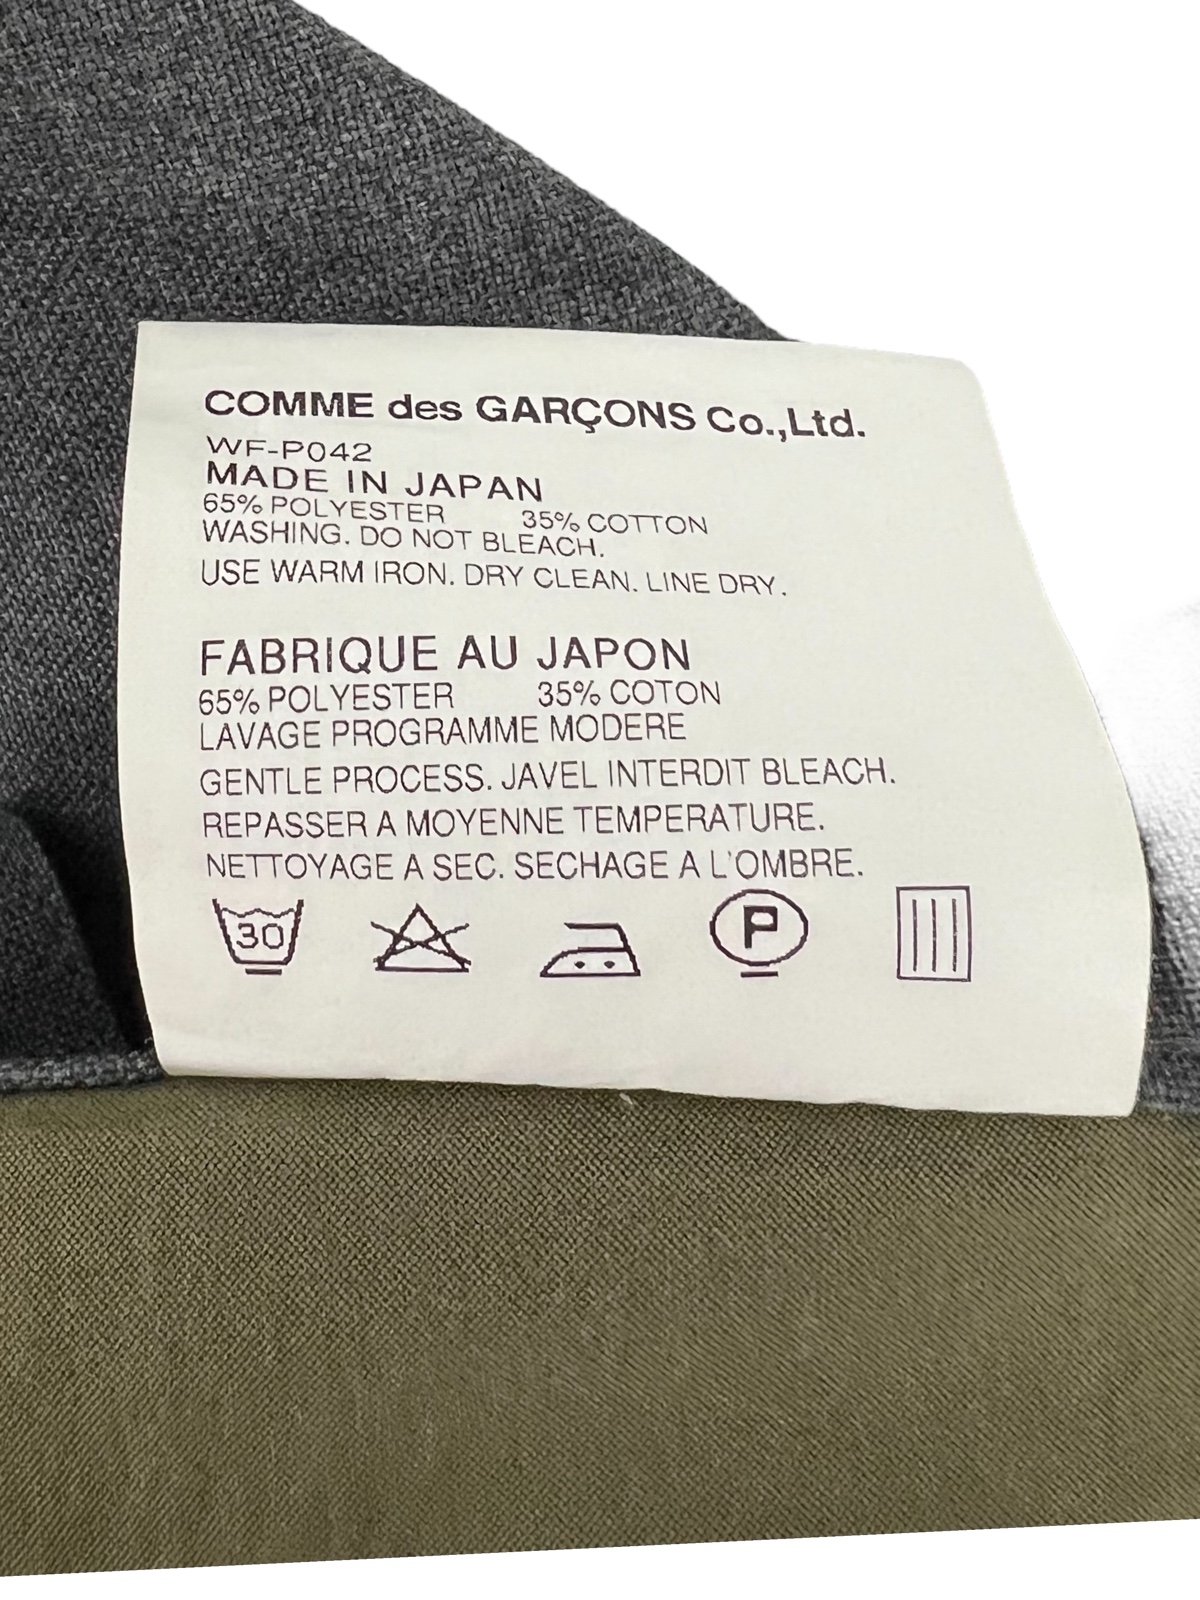 COMME des GARÇONS Co.,Ltd.
WF-P042
MADE IN JAPAN
65% POLYESTER 35% COTTON
WASHING. DO NOT BLEACH.
USE WARM IRON. DRY CLEAN. LINE DRY.
FABRIQUE AU JAPON
65% POLYESTER 35% COTON
LAVAGE PROGRAMME MODERE
GENTLE PROCESS. JAVEL INTERDIT BLEACH.
REPASSER A MOYENNE TEMPERATURE.
NETTOYAGE A SEC. SECHAGE A L'OMBRE.
30 P